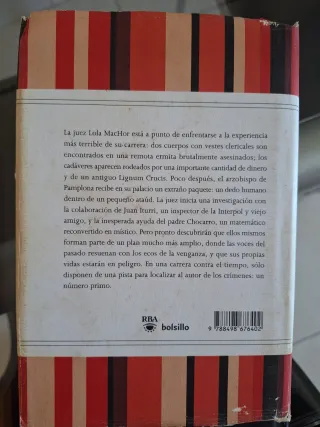 La juez Lola MacHor está a punto de enfrentarse a la experiencia
más terrible de su carrera: dos cuerpos con vestes clericales son
encontrados en una remota ermita brutalmente asesinados; los
cadáveres aparecen rodeados por una importante cantidad de dinero
y de un antiguo Lignum Crucis. Poco después, el arzobispo de
Pamplona recibe en su palacio un extraño paquete: un dedo humano
dentro de un pequeño ataúd. La juez inicia una investigación con
la colaboración de Juan Iturri, un inspector de la Interpol y viejo
amigo, y la inesperada ayuda del padre Chocarro, un matemático
reconvertido en místico. Pero pronto descubrirán que ellos mismos
forman parte de un plan mucho más amplio, donde las voces del
pasado resuenan con los ecos de la venganza, y que sus propias
vidas estarán en peligro. En una carrera contra el tiempo, sólo
disponen de una pista para localizar al autor de los crímenes: un
número primo.
RBA
bolsillo
9 788498 676402